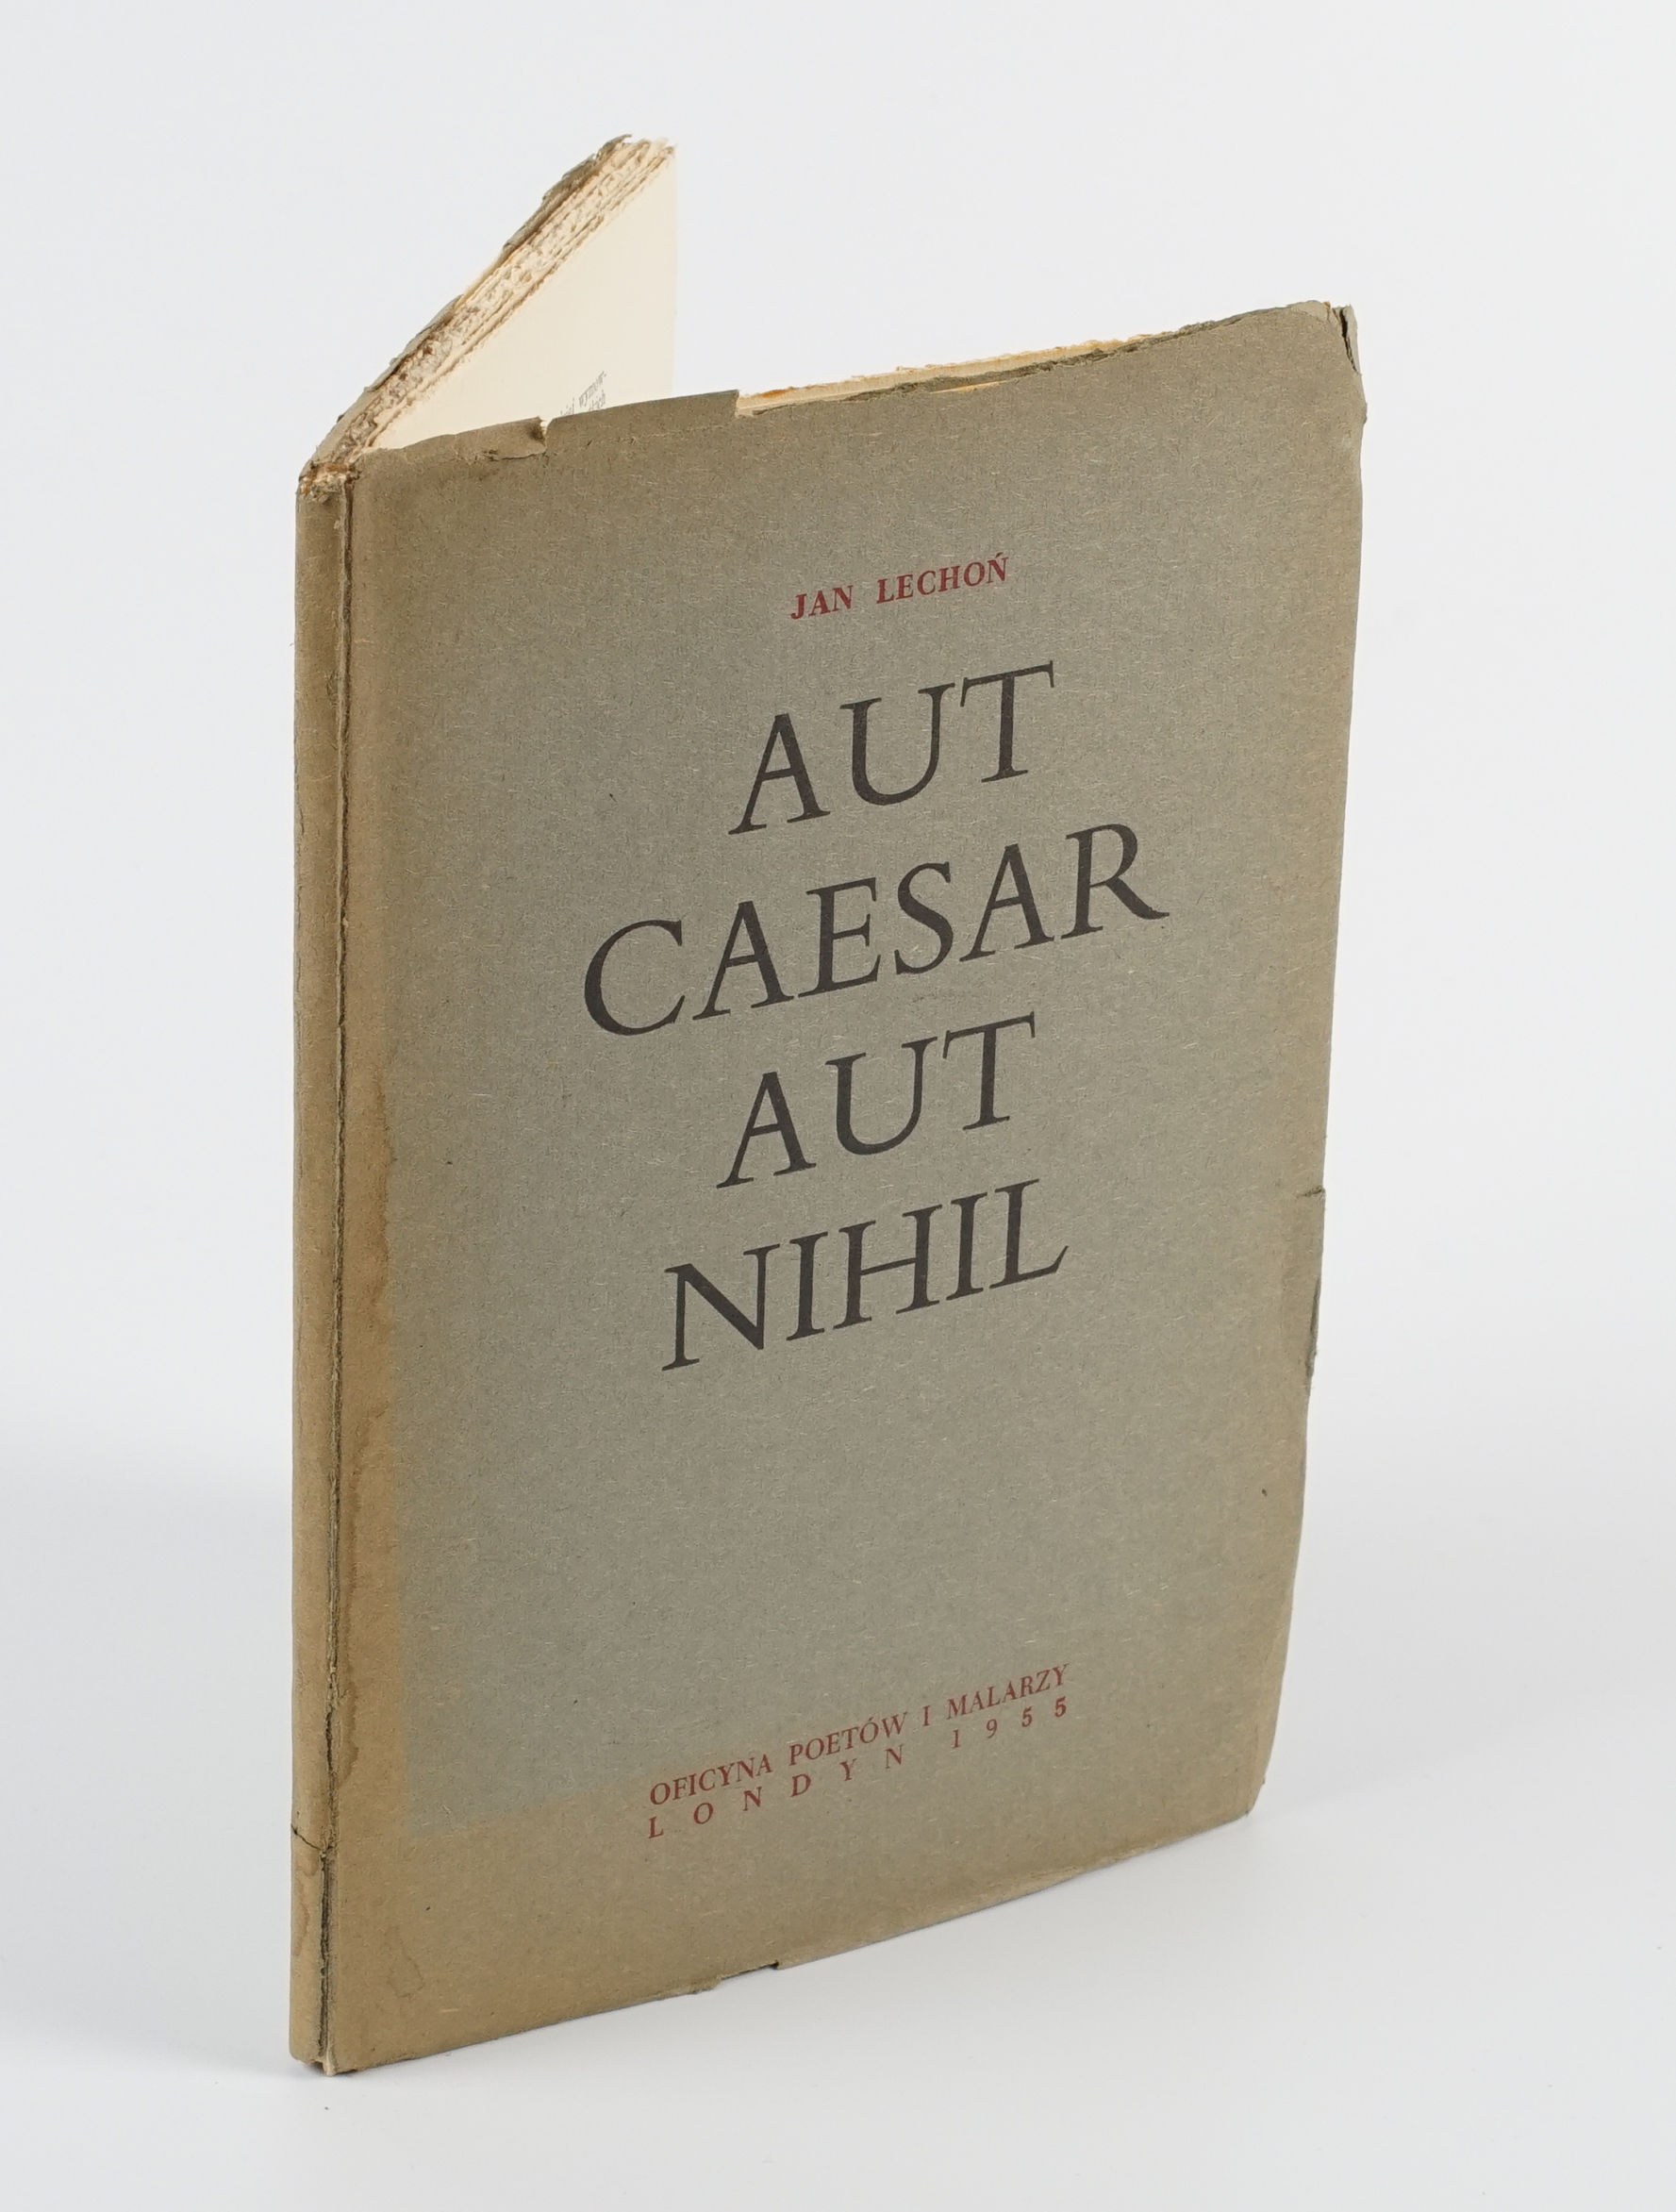 JAN LECHOŃ
AUT
CAESAR
AUT
NIHIL
OFICYNA POETÓW I MALARZY
LONDYN 1955